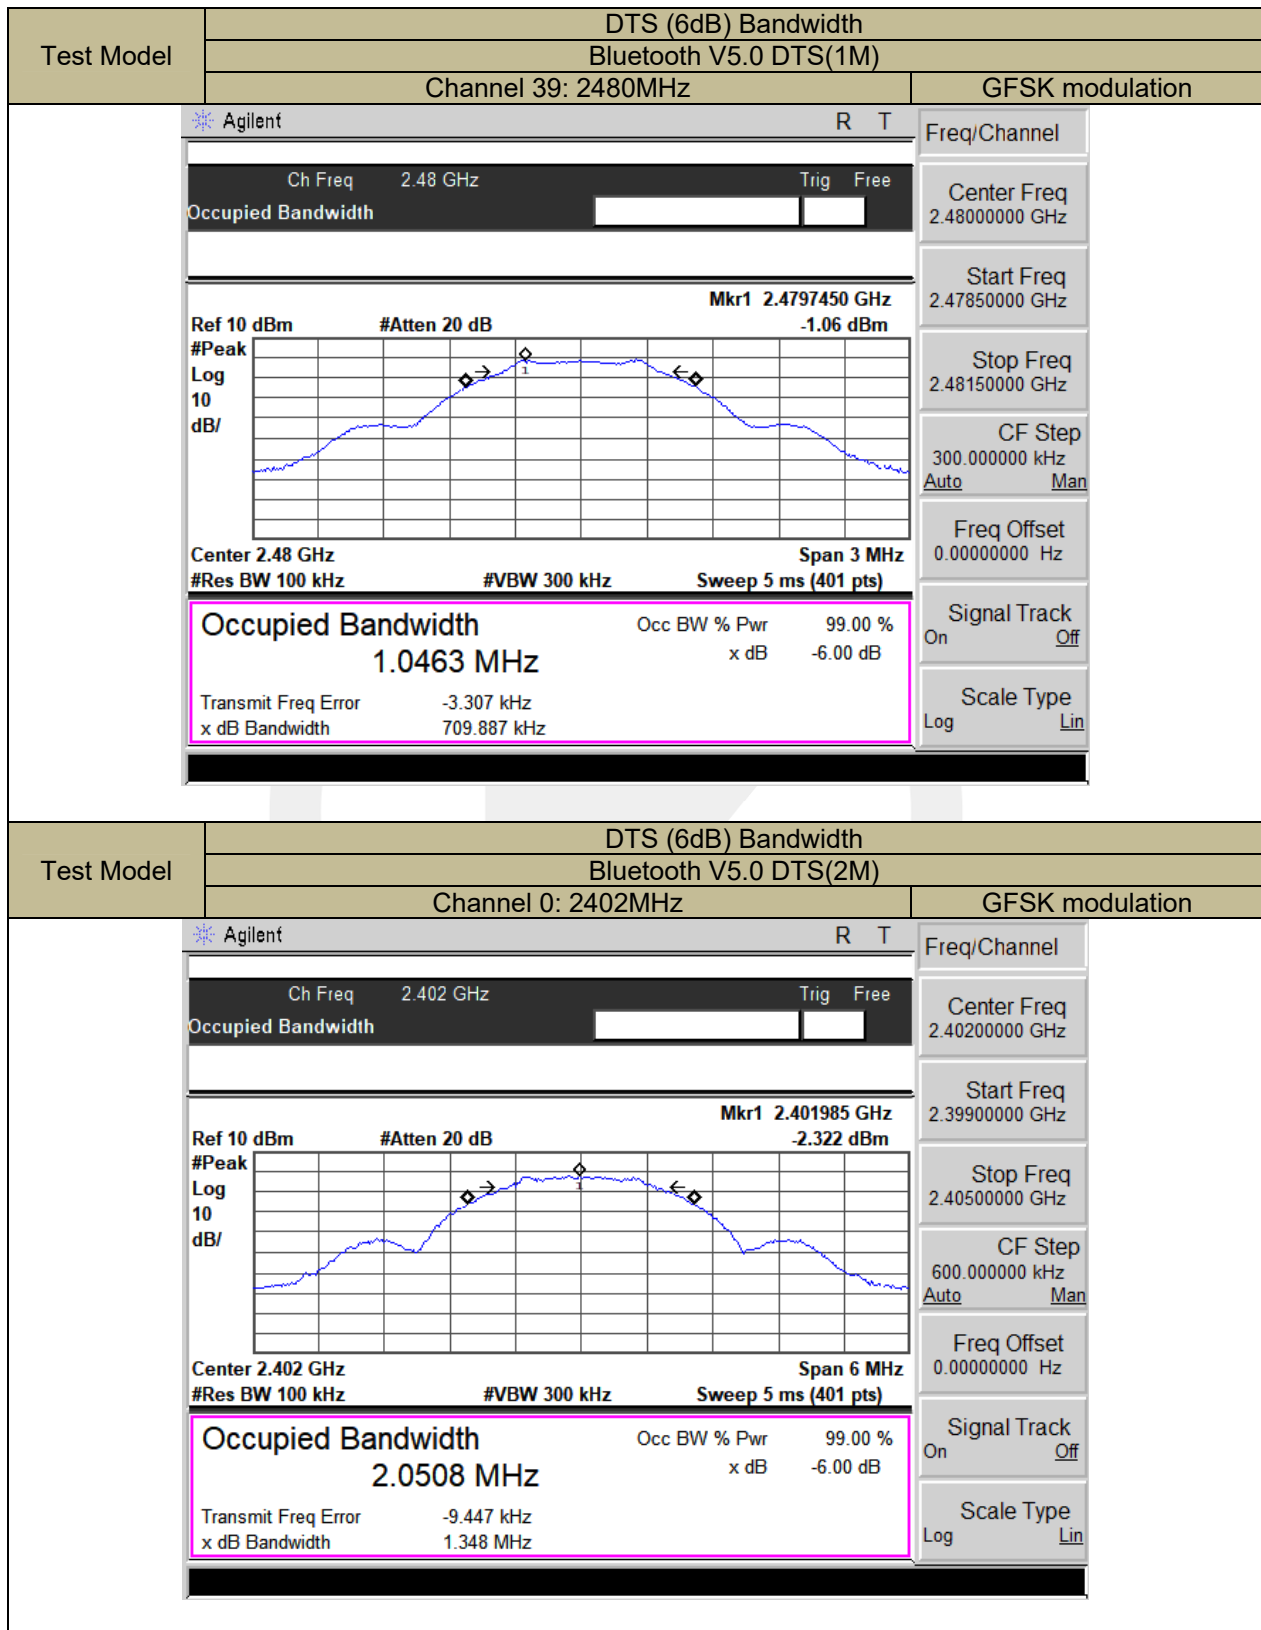 Test Model
DTS (6dB) Bandwidth
Bluetooth V5.0 DTS(1M)
Channel 39: 2480MHz GFSK modulation
Agilent R T
Freq/Channel
Ch Freq 2.48 GHz Trig Free
Occupied Bandwidth
Center Freq
2.48000000 GHz
Start Freq
2.47850000 GHz
Stop Freq
2.48150000 GHz
CF Step
300.000000 kHz
Auto Man
Freq Offset
0.00000000 Hz
Signal Track
On Off
Scale Type
Log Lin
Mkr1 2.4797450 GHz
Ref 10 dBm #Atten 20 dB -1.06 dBm
#Peak
Log
10
dB/
1
Center 2.48 GHz Span 3 MHz
#Res BW 100 kHz #VBW 300 kHz Sweep 5 ms (401 pts)
Occupied Bandwidth
1.0463 MHz
Occ BW % Pwr 99.00 %
x dB -6.00 dB
Transmit Freq Error -3.307 kHz
x dB Bandwidth 709.887 kHz
Test Model
DTS (6dB) Bandwidth
Bluetooth V5.0 DTS(2M)
Channel 0: 2402MHz GFSK modulation
Agilent R T
Freq/Channel
Ch Freq 2.402 GHz Trig Free
Occupied Bandwidth
Center Freq
2.40200000 GHz
Start Freq
2.39900000 GHz
Stop Freq
2.40500000 GHz
CF Step
600.000000 kHz
Auto Man
Freq Offset
0.00000000 Hz
Signal Track
On Off
Scale Type
Log Lin
Mkr1 2.401985 GHz
Ref 10 dBm #Atten 20 dB -2.322 dBm
#Peak
Log
10
dB/
1
Center 2.402 GHz Span 6 MHz
#Res BW 100 kHz #VBW 300 kHz Sweep 5 ms (401 pts)
Occupied Bandwidth
2.0508 MHz
Occ BW % Pwr 99.00 %
x dB -6.00 dB
Transmit Freq Error -9.447 kHz
x dB Bandwidth 1.348 MHz